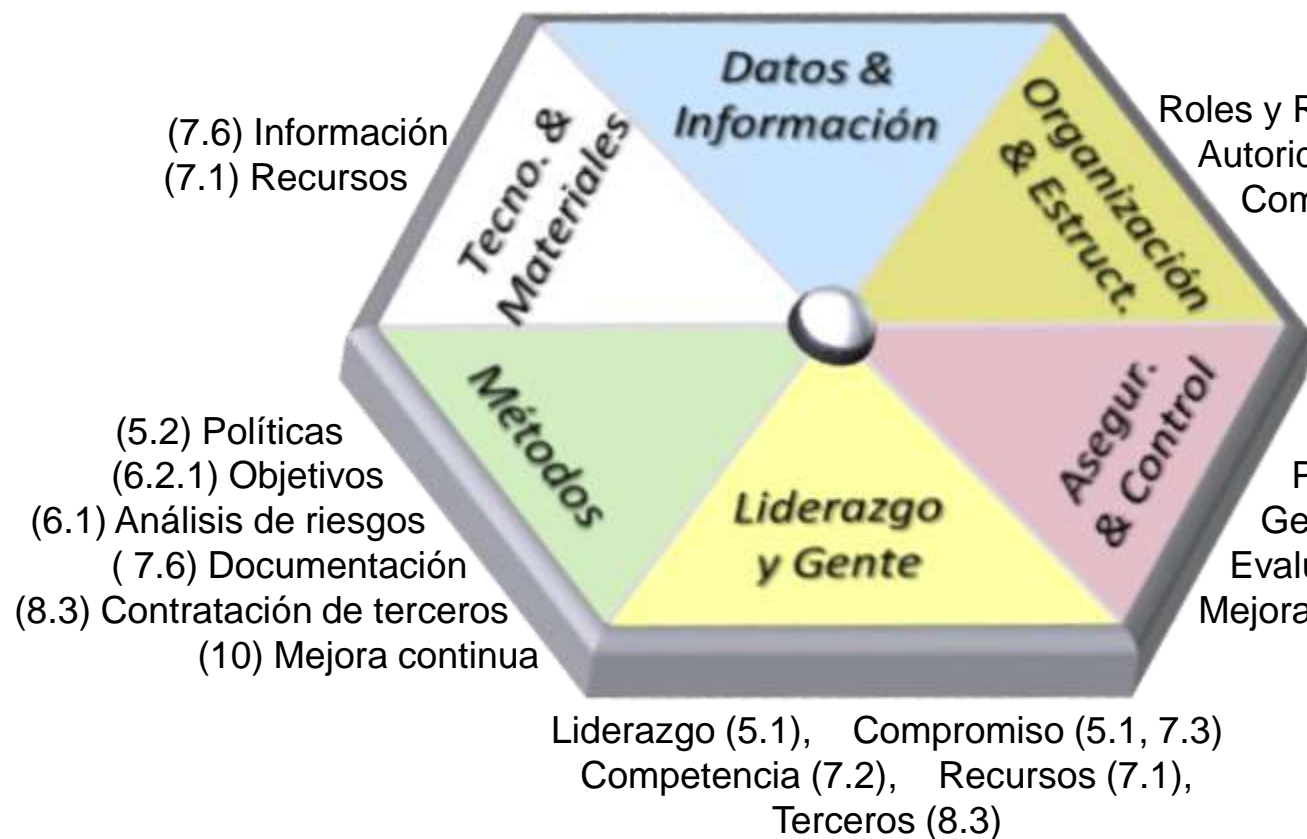 Datos &
Información
Organización
& Estruct.
Tecno. &
Materiales
(7.6) Información
(7.1) Recursos
Roles y
Métodos
Liderazgo
y Gente
Asegur.
& Control
(5.2) Políticas
(6.2.1) Objetivos
(6.1) Análisis de riesgos
( 7.6) Documentación
(8.3) Contratación de terceros
(10) Mejora continua
Mejora
Liderazgo (5.1), Compromiso (5.1, 7.3)
Competencia (7.2), Recursos (7.1),
Terceros (8.3)